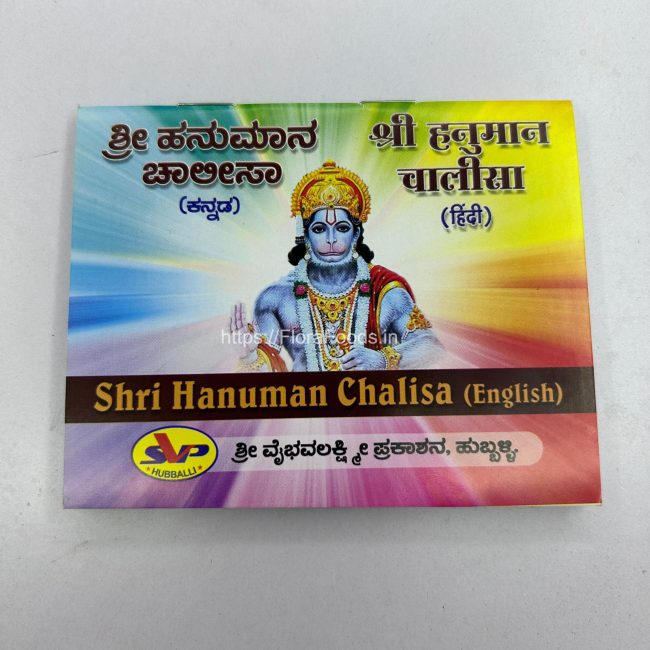 ಶ್ರೀ ಹನುಮಾನ
ಚಾಲೀಸಾ
(ಕನ್ನಡ)
श्री हनुमान
चालीसा
(हिंदी)
https://FloraFoods.in/
Shri Hanuman Chalisa (English)
SVP
HUBBALLI
ಶ್ರೀ ವೈಭವಲಕ್ಷ್ಮೀ ಪ್ರಕಾಶನ, ಹುಬ್ಬಳ್ಳಿ.